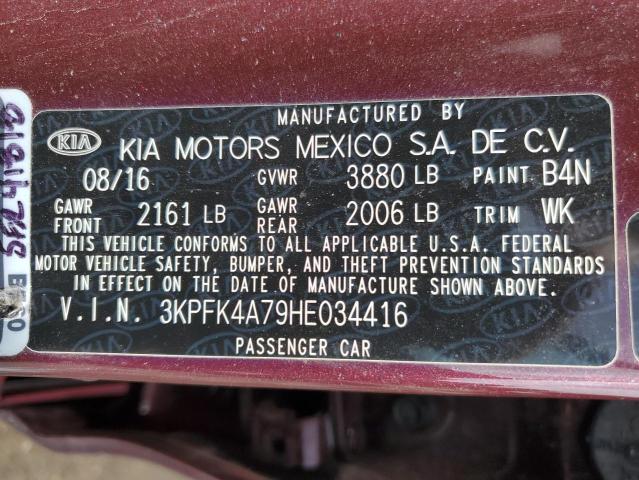 MANUFACTURED BY
KIA KIA MOTORS MEXICO S.A. DE C.V.
08/16 GVWR 3880 LB PAINT B4N
GAWR FRONT 2161 LB GAWR REAR 2006 LB TRIM WK
THIS VEHICLE CONFORMS TO ALL APPLICABLE U.S.A. FEDERAL
MOTOR VEHICLE SAFETY, BUMPER, AND THEFT PREVENTION STANDARDS
IN EFFECT ON THE DATE OF MANUFACTURE SHOWN ABOVE.
V.I.N. 3KPFK4A79HE034416
PASSENGER CAR